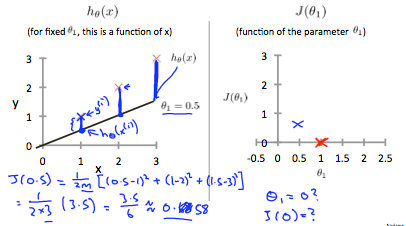 hθ(x)
(for fixed θ₁, this is a function of x)
3
2
1
0
y
0 1 2 3
x
hθ(x)
θ₁ = 0.5
y⁽ⁱ⁾
hθ(x⁽ⁱ⁾)
J(0.5) = 1/2m [(0.5-1)² + (1-2)² + (1.5-3)²]
= 1/2×3 (3.5) = 3.5/6 ≈ 0.58
J(θ₁)
(function of the parameter θ₁)
3
2
1
0
J(θ₁)
-0.5 0 0.5 1 1.5 2 2.5
θ₁
θ₁ = 0?
J(0) = ?